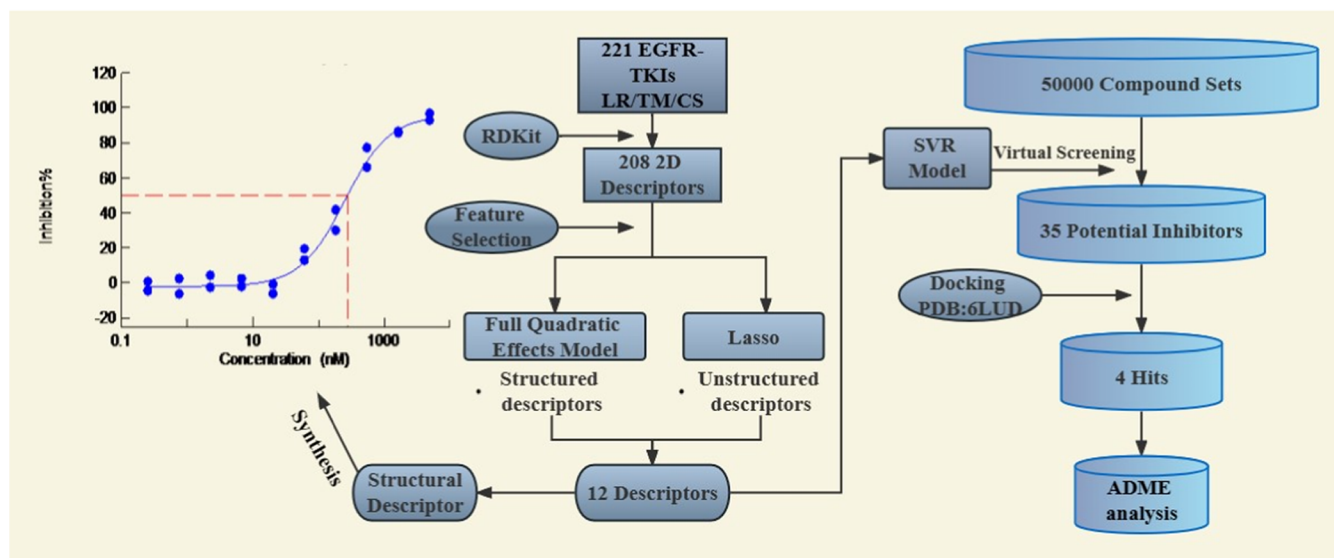 120
100
80
60
40
20
0
-20
Inhibition%
0.1
10
1000
Concentration (nM)
221 EGFR-
TKIs
LR/TM/CS
RDKit
208 2D
Descriptors
Feature
Selection
Full Quadratic
Effects Model
Lasso
· Structured
descriptors
· Unstructured
descriptors
12 Descriptors
Structural
Descriptor
Synthesis
SVR
Model
Virtual Screening
50000 Compound Sets
35 Potential Inhibitors
Docking
PDB:6LUD
4 Hits
ADME
analysis